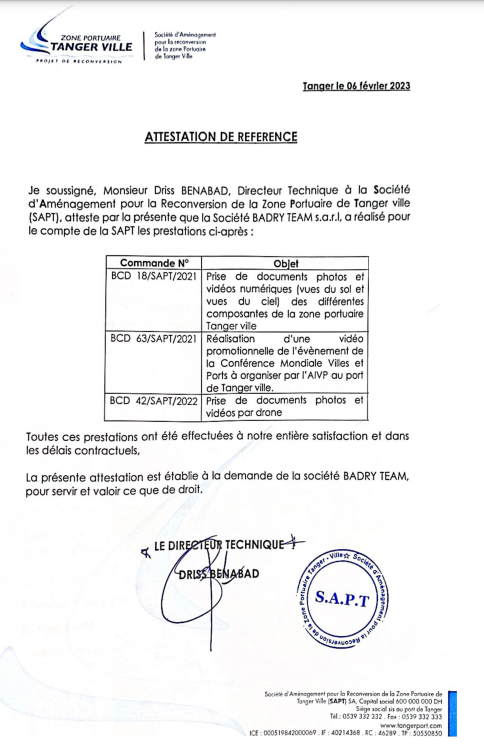 ZONE PORTUAIRE
TANGER VILLE
PROJET DE RECONVERSION
Société d'Aménagement
pour la reconversion
de la zone Portuaire
de Tanger Ville
Tanger le 06 février 2023
ATTESTATION DE REFERENCE
Je soussigné, Monsieur Driss BENABAD, Directeur Technique à la Société
d'Aménagement pour la Reconversion de la Zone Portuaire de Tanger ville
(SAPT), atteste par la présente que la Société BADRY TEAM s.a.r.l, a réalisé pour
le compte de la SAPT les prestations ci-après :
Commande N° Objet
BCD 18/SAPT/2021 Prise de documents photos et
vidéos numériques (vues du sol et
vues du ciel) des différentes
composantes de la zone portuaire
Tanger ville
BCD 63/SAPT/2021 Réalisation d'une vidéo
promotionnelle de l'évènement de
la Conférence Mondiale Villes et
Ports à organiser par l'AIVP au port
de Tanger ville.
BCD 42/SAPT/2022 Prise de documents photos et
vidéos par drone
Toutes ces prestations ont été effectuées à notre entière satisfaction et dans
les délais contractuels,
La présente attestation est établie à la demande de la société BADRY TEAM,
pour servir et valoir ce que de droit.
LE DIRECTEUR TECHNIQUE
DRISS BENABAD
Société d'Aménagement pour la Reconversion de la Zone Portuaire Tanger - Ville
S.A.P.T
Société d'Aménagement pour la Reconversion de la Zone Portuaire de
Tanger Ville (SAPT) SA, Capital social 600 000 000 DH
Siège social sis au port de Tanger
Tél.: 0539 332 332 . Fax : 0539 332 333
www.tangerport.com
ICE : 000519842000069 . IF : 40214368 . RC : 46289 . TP : 50550850